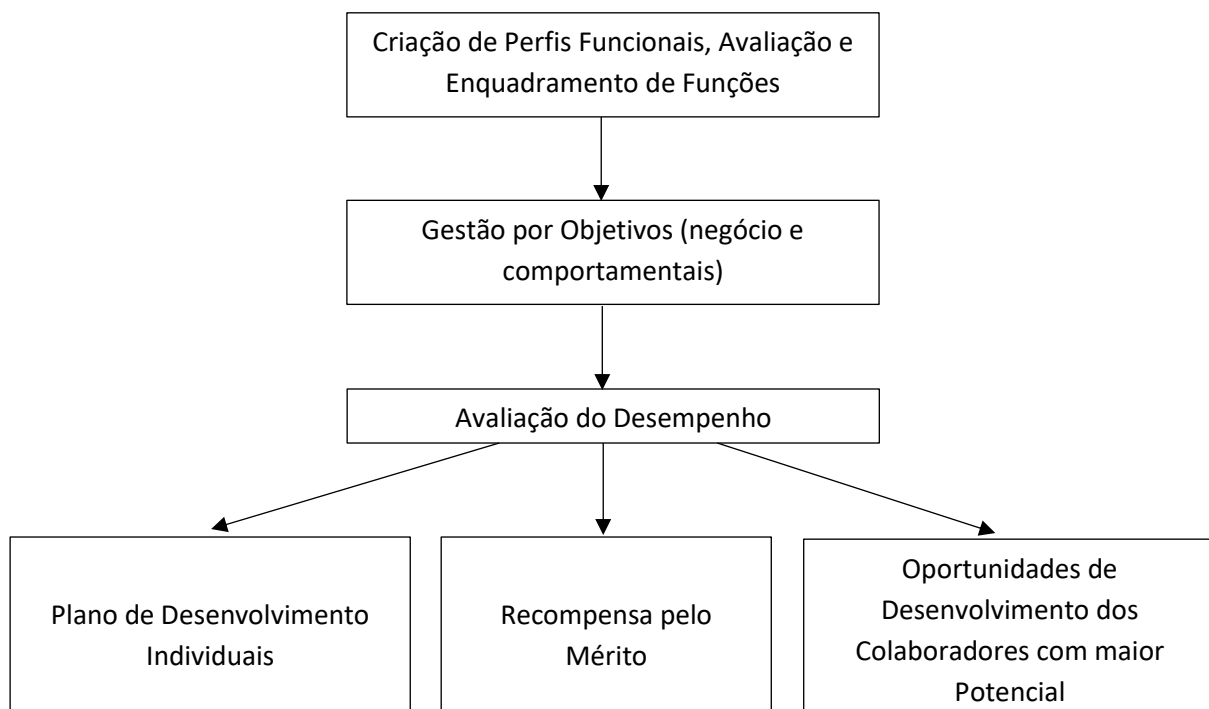 Criação de Perfis Funcionais, Avaliação e
Enquadramento de Funções
Gestão por Objetivos (negócio e
comportamentais)
Avaliação do Desempenho
Plano de Desenvolvimento
Individuais
Recompensa pelo
Mérito
Oportunidades de
Desenvolvimento dos
Colaboradores com maior
Potencial